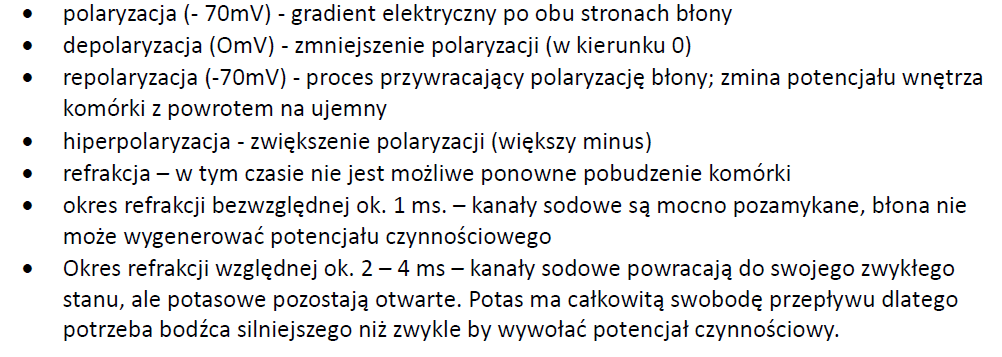 • polaryzacja (- 70mV) - gradient elektryczny po obu stronach błony
• depolaryzacja (OmV) - zmniejszenie polaryzacji (w kierunku 0)
• repolaryzacja (-70mV) - proces przywracający polaryzację błony; zmina potencjału wnętrza
komórki z powrotem na ujemny
• hiperpolaryzacja - zwiększenie polaryzacji (większy minus)
• refrakcja – w tym czasie nie jest możliwe ponowne pobudzenie komórki
• okres refrakcji bezwzględnej ok. 1 ms. – kanały sodowe są mocno pozamykane, błona nie
może wygenerować potencjału czynnościowego
• Okres refrakcji względnej ok. 2 – 4 ms – kanały sodowe powracają do swojego zwykłego
stanu, ale potasowe pozostają otwarte. Potas ma całkowitą swobodę przepływu dlatego
potrzeba bodźca silniejszego niż zwykle by wywołać potencjał czynnościowy.